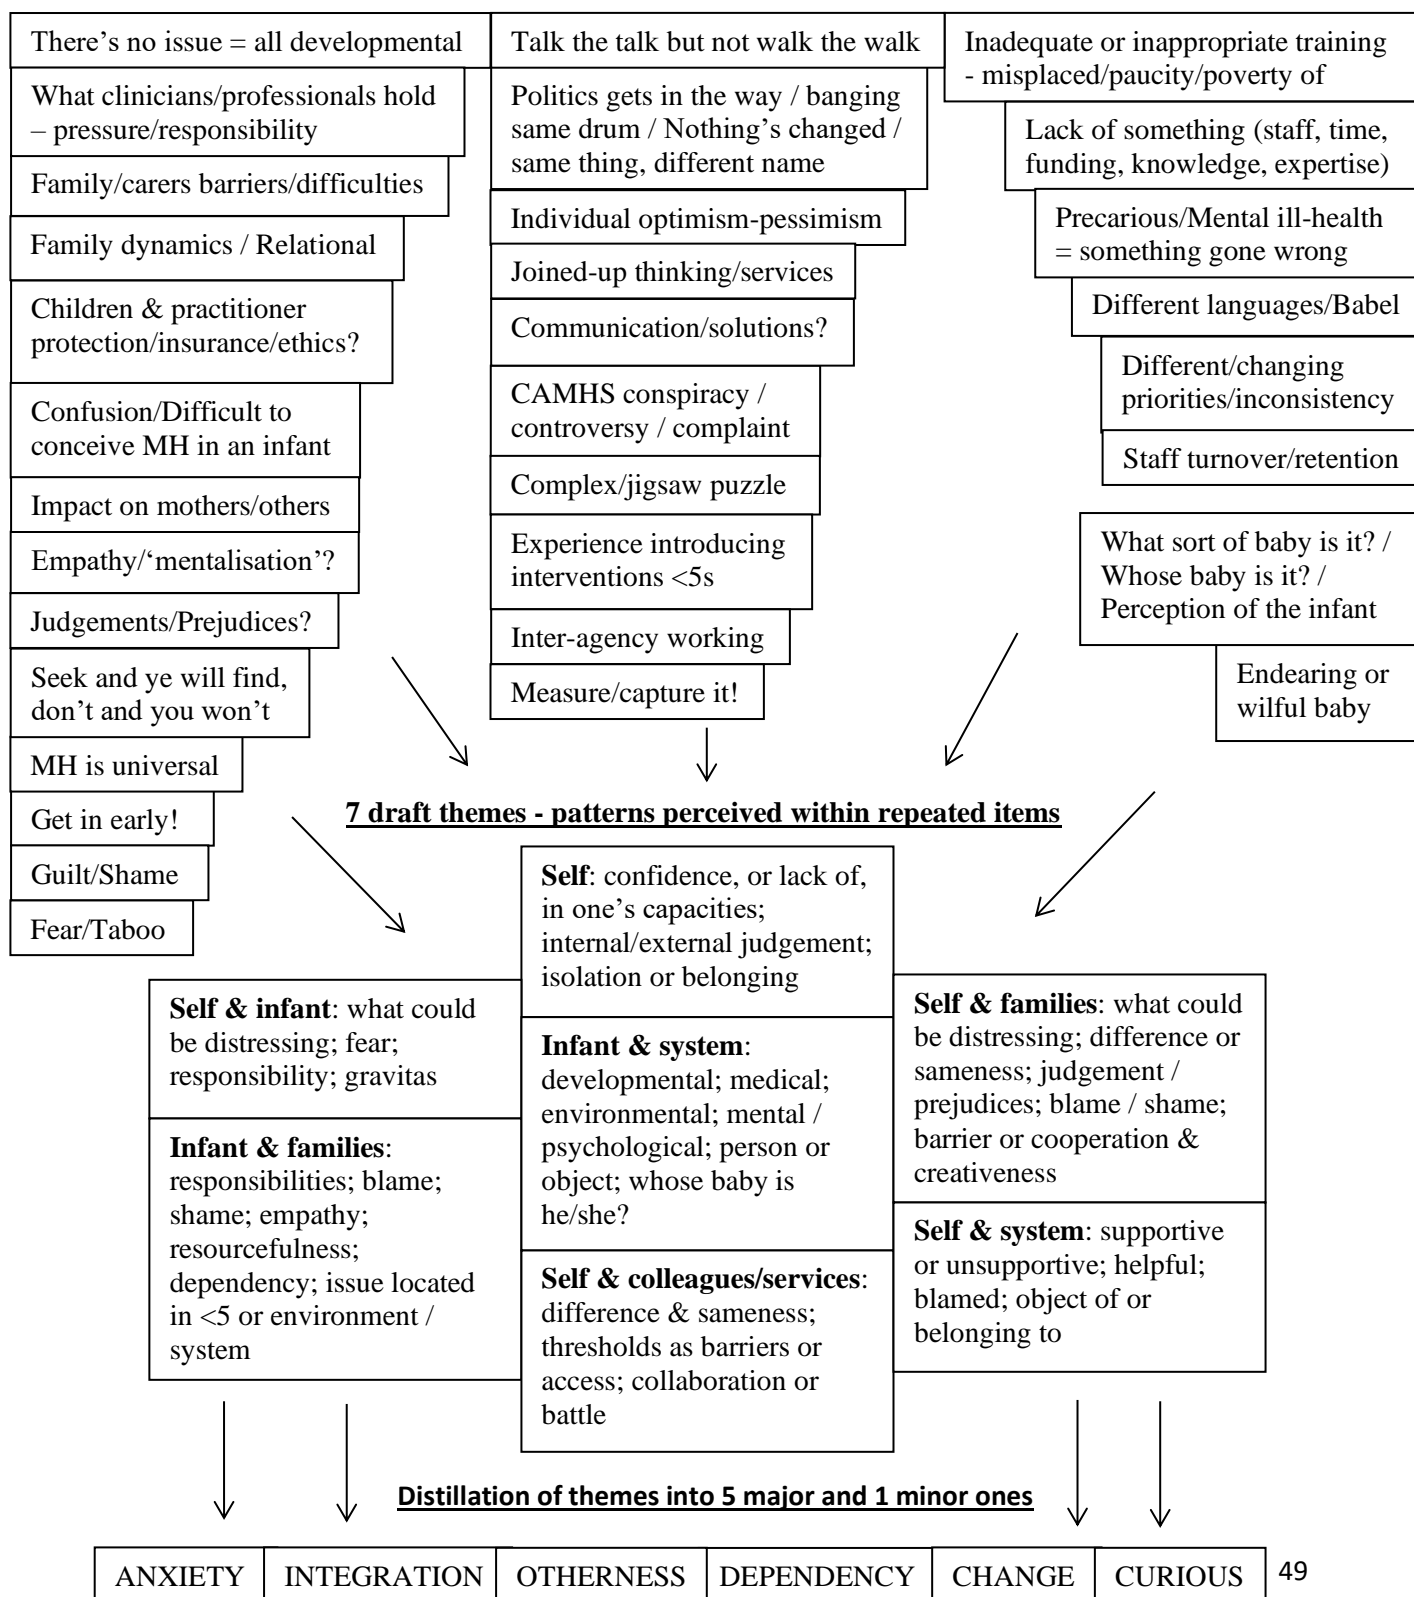 There’s no issue = all developmental
What clinicians/professionals hold
– pressure/responsibility
Family/carers barriers/difficulties
Family dynamics / Relational
Children & practitioner
protection/insurance/ethics?
Confusion/Difficult to
conceive MH in an infant
Impact on mothers/others
Empathy/‘mentalisation’?
Judgements/Prejudices?
Seek and ye will find,
don’t and you won’t
MH is universal
Get in early!
Guilt/Shame
Fear/Taboo
Talk the talk but not walk the walk
Politics gets in the way / banging
same drum / Nothing’s changed /
same thing, different name
Individual optimism-pessimism
Joined-up thinking/services
Communication/solutions?
CAMHS conspiracy /
controversy / complaint
Complex/jigsaw puzzle
Experience introducing
interventions <5s
Inter-agency working
Measure/capture it!
Inadequate or inappropriate training
- misplaced/paucity/poverty of
Lack of something (staff, time,
funding, knowledge, expertise)
Precarious/Mental ill-health
= something gone wrong
Different languages/Babel
Different/changing
priorities/inconsistency
Staff turnover/retention
What sort of baby is it? /
Whose baby is it? /
Perception of the infant
Endearing or
wilful baby
7 draft themes - patterns perceived within repeated items
Self & infant: what could
be distressing; fear;
responsibility; gravitas
Infant & families:
responsibilities; blame;
shame; empathy;
resourcefulness;
dependency; issue located
in <5 or environment /
system
Self: confidence, or lack of,
in one’s capacities;
internal/external judgement;
isolation or belonging
Infant & system:
developmental; medical;
environmental; mental /
psychological; person or
object; whose baby is
he/she?
Self & colleagues/services:
difference & sameness;
thresholds as barriers or
access; collaboration or
battle
Self & families: what could
be distressing; difference or
sameness; judgement /
prejudices; blame / shame;
barrier or cooperation &
creativeness
Self & system: supportive
or unsupportive; helpful;
blamed; object of or
belonging to
Distillation of themes into 5 major and 1 minor ones
ANXIETY INTEGRATION OTHERNESS DEPENDENCY CHANGE CURIOUS 49